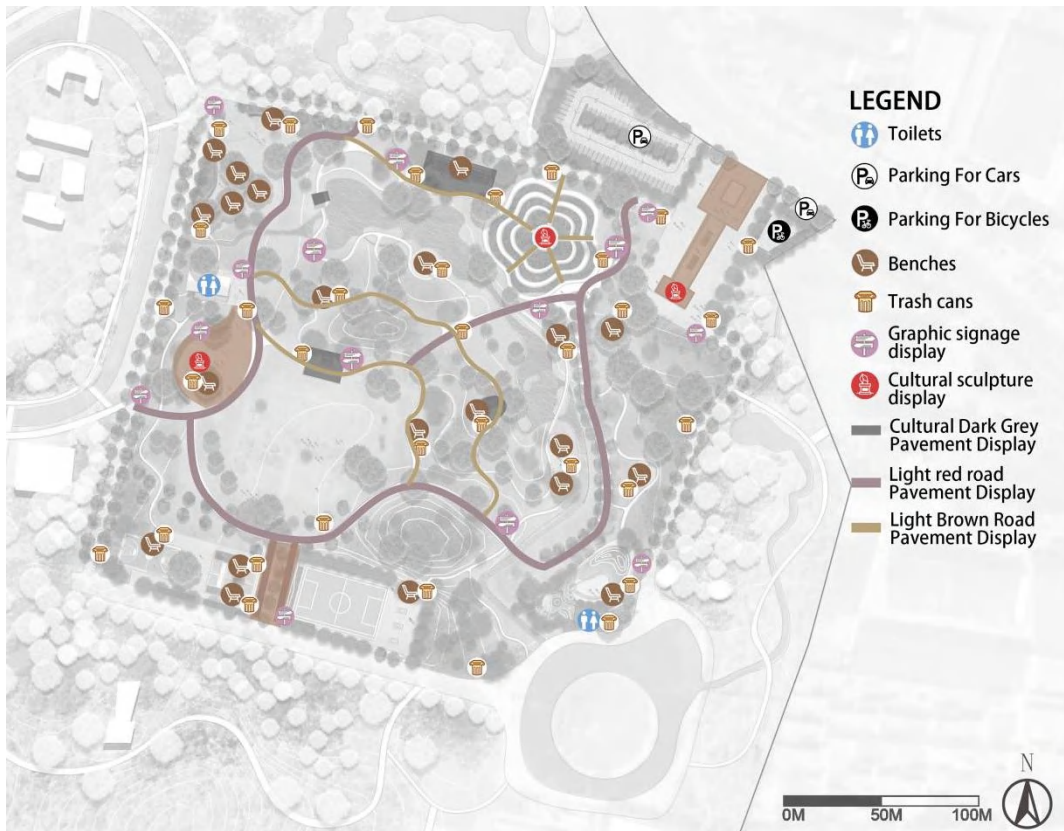 LEGEND
Toilets
Parking For Cars
Parking For Bicycles
Benches
Trash cans
Graphic signage
display
Cultural sculpture
display
Cultural Dark Grey
Pavement Display
Light red road
Pavement Display
Light Brown Road
Pavement Display
P
P
P
P
P
N
0M 50M 100M